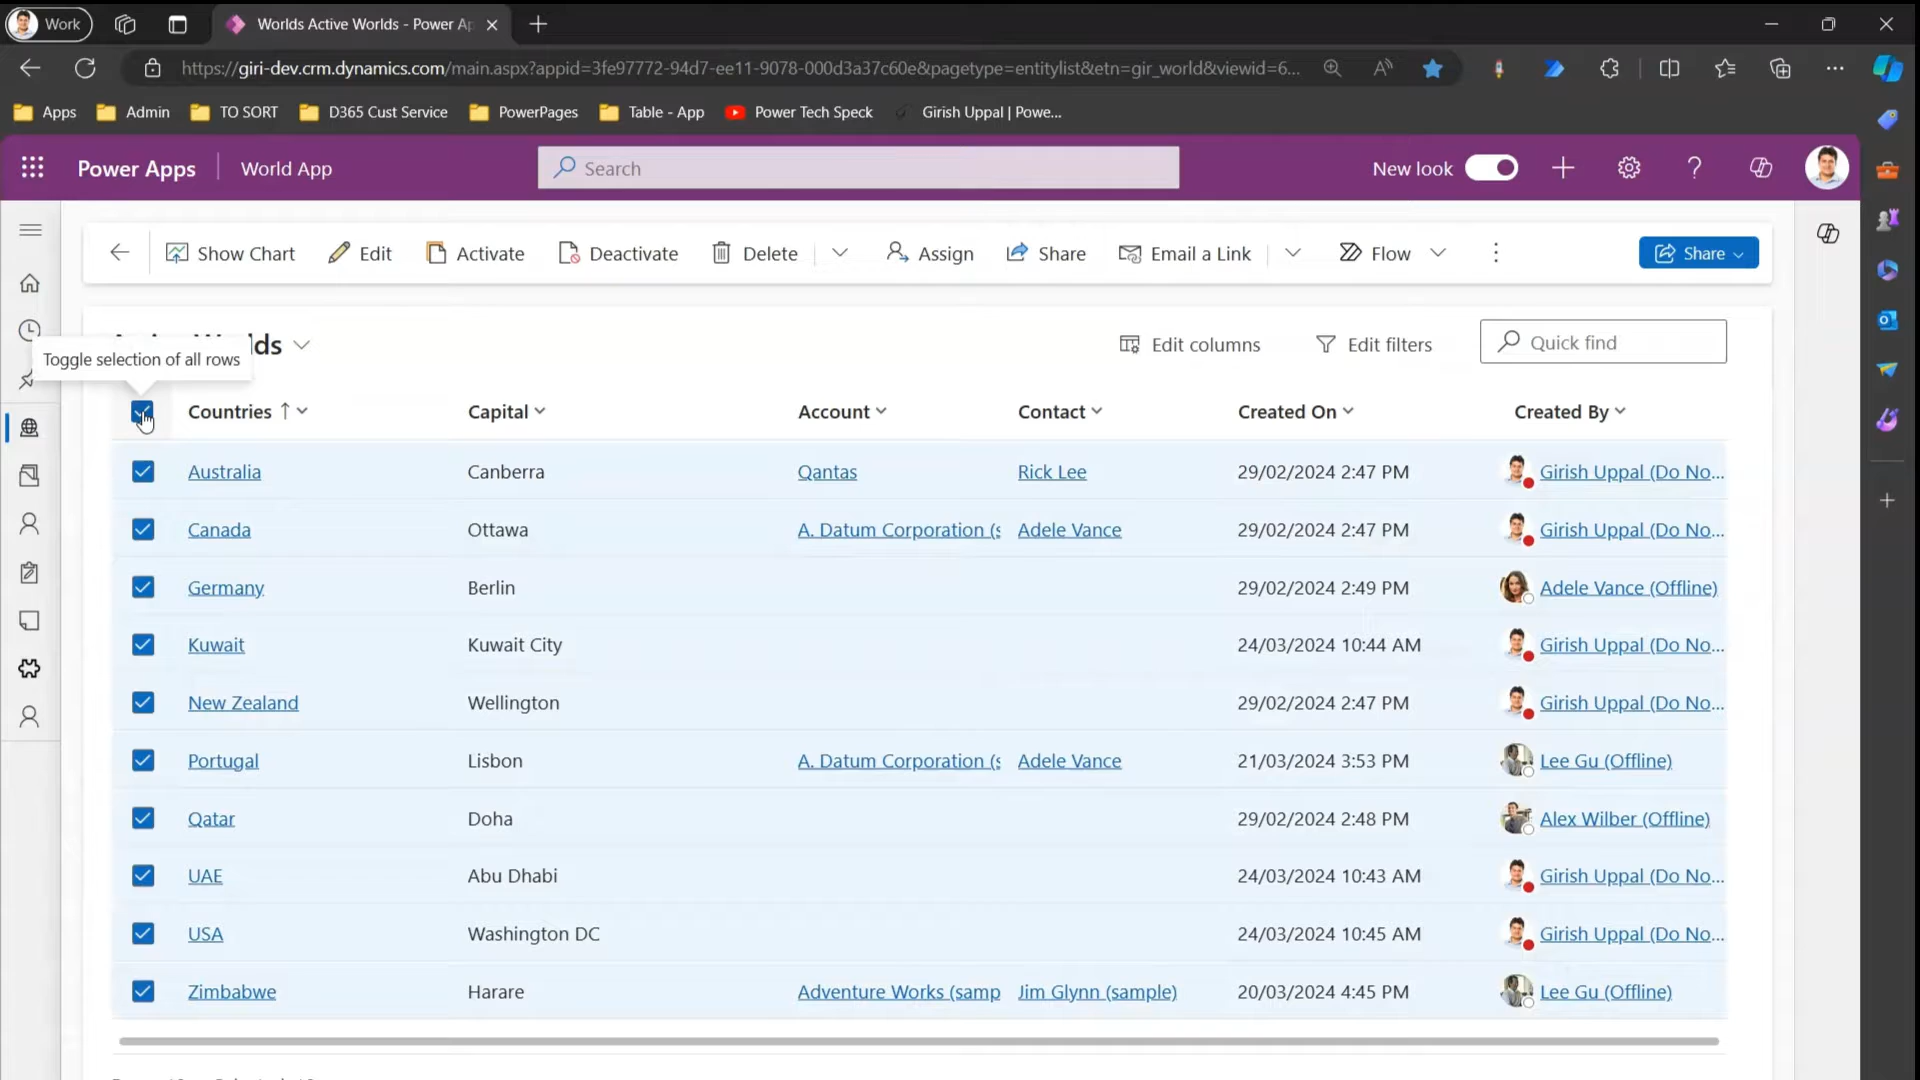 Work
Worlds Active Worlds - Power Ap
https://giri-dev.crm.dynamics.com/main.aspx?appid=3fe97772-94d7-ee11-9078-000d3a37c60e&pagetype=entitylist&etn=gir_world&viewid=6...
Apps Admin TO SORT D365 Cust Service PowerPages Table - App Power Tech Speck Girish Uppal | Powe...
Power Apps World App Search New look
Show Chart Edit Activate Deactivate Delete Assign Share Email a Link Flow Share
Edit columns Edit filters Quick find
Toggle selection of all rows
Countries Capital Account Contact Created On Created By
Australia Canberra Qantas Rick Lee 29/02/2024 2:47 PM Girish Uppal (Do No...
Canada Ottawa A. Datum Corporation (s Adele Vance 29/02/2024 2:47 PM Girish Uppal (Do No...
Germany Berlin 29/02/2024 2:49 PM Adele Vance (Offline)
Kuwait Kuwait City 24/03/2024 10:44 AM Girish Uppal (Do No...
New Zealand Wellington 29/02/2024 2:47 PM Girish Uppal (Do No...
Portugal Lisbon A. Datum Corporation (s Adele Vance 21/03/2024 3:53 PM Lee Gu (Offline)
Qatar Doha 29/02/2024 2:48 PM Alex Wilber (Offline)
UAE Abu Dhabi 24/03/2024 10:43 AM Girish Uppal (Do No...
USA Washington DC 24/03/2024 10:45 AM Girish Uppal (Do No...
Zimbabwe Harare Adventure Works (samp Jim Glynn (sample) 20/03/2024 4:45 PM Lee Gu (Offline)